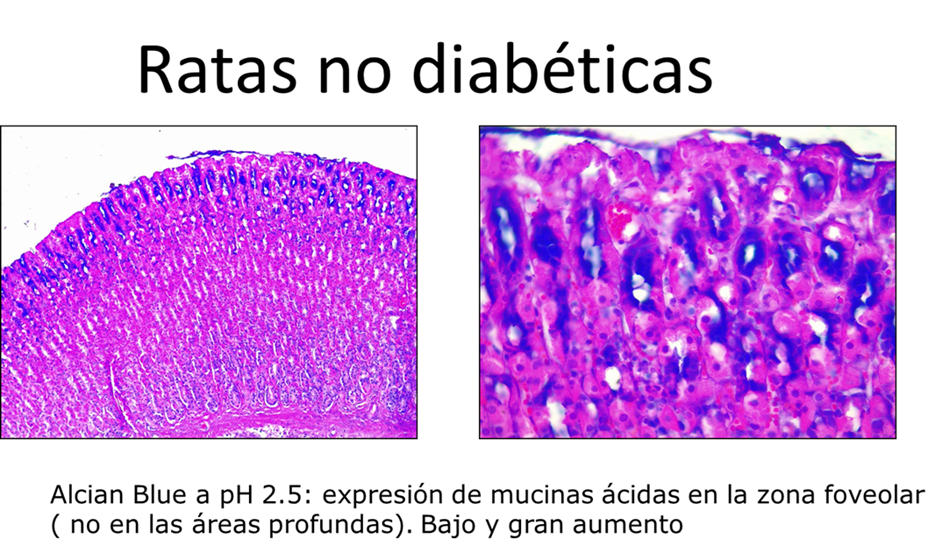 Ratas no diabéticas
Alcian Blue a pH 2.5: expresión de mucinas ácidas en la zona foveolar
( no en las áreas profundas). Bajo y gran aumento